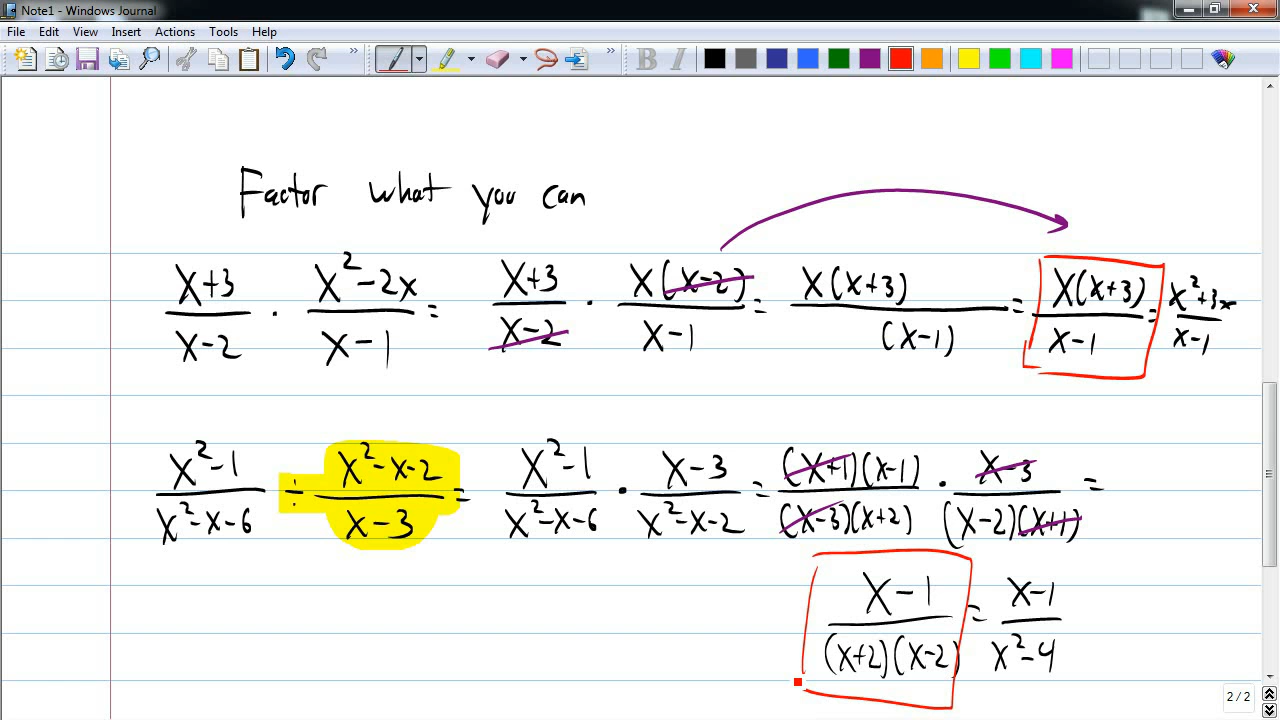 Note1 - Windows Journal
File Edit View Insert Actions Tools Help
B I
Factor what you can
(x+3)/(x-2) · (x²-2x)/(x-1) = (x+3)/(x-2) · x(x-2)/(x-1) = x(x+3)/(x-1) = x(x+3)/(x-1) = (x²+3x)/(x-1)
(x²-1)/(x²-x-6) ÷ (x²-x-2)/(x-3) = (x²-1)/(x²-x-6) · (x-3)/(x²-x-2) = (x+1)(x-1)/(x-3)(x+2) · (x-3)/(x-2)(x+1) =
(x-1)/(x+2)(x-2) = (x-1)/(x²-4)
2 / 2